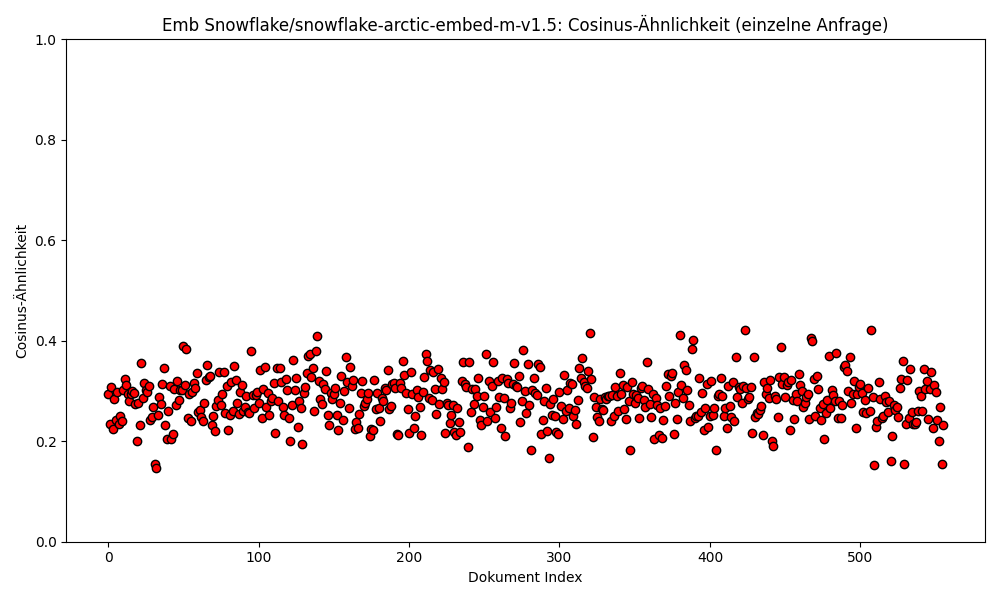 Emb Snowflake/snowflake-arctic-embed-m-v1.5: Cosinus-Ähnlichkeit (einzelne Anfrage)
1.0
0.8
0.6
0.4
0.2
0.0
Cosinus-Ähnlichkeit
0 100 200 300 400 500
Dokument Index